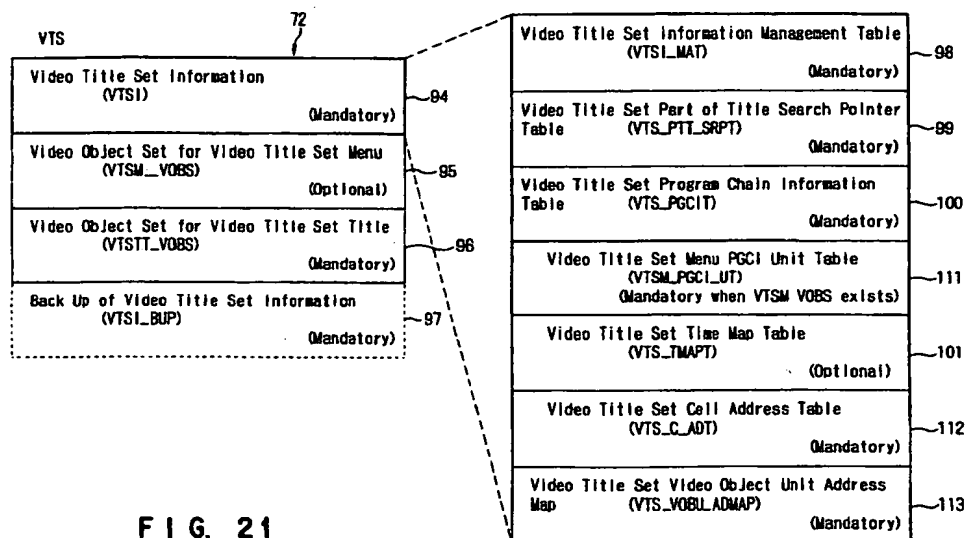 VTS
72
Video Title Set Information
(VTSI)
(Mandatory)
94
Video Object Set for Video Title Set Menu
(VTSM_VOBS)
(Optional)
95
Video Object Set for Video Title Set Title
(VTSTT_VOBS)
(Mandatory)
96
Back Up of Video Title Set Information
(VTSI_BUP)
(Mandatory)
97
Video Title Set Information Management Table
(VTSI_MAT)
(Mandatory)
98
Video Title Set Part of Title Search Pointer
Table (VTS_PTT_SRPT)
(Mandatory)
99
Video Title Set Program Chain Information
Table (VTS_PGCIT)
(Mandatory)
100
Video Title Set Menu PGCI Unit Table
(VTSM_PGCI_UT)
(Mandatory when VTSM VOBS exists)
111
Video Title Set Time Map Table
(VTS_TMAPT)
(Optional)
101
Video Title Set Cell Address Table
(VTS_C_ADT)
(Mandatory)
112
Video Title Set Video Object Unit Address
Map (VTS_VOBU_ADMAP)
(Mandatory)
113
FIG. 21